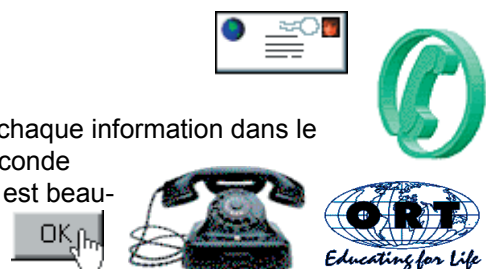 chaque information dans le
conde
est beau-
OK
ORT
Educating for Life